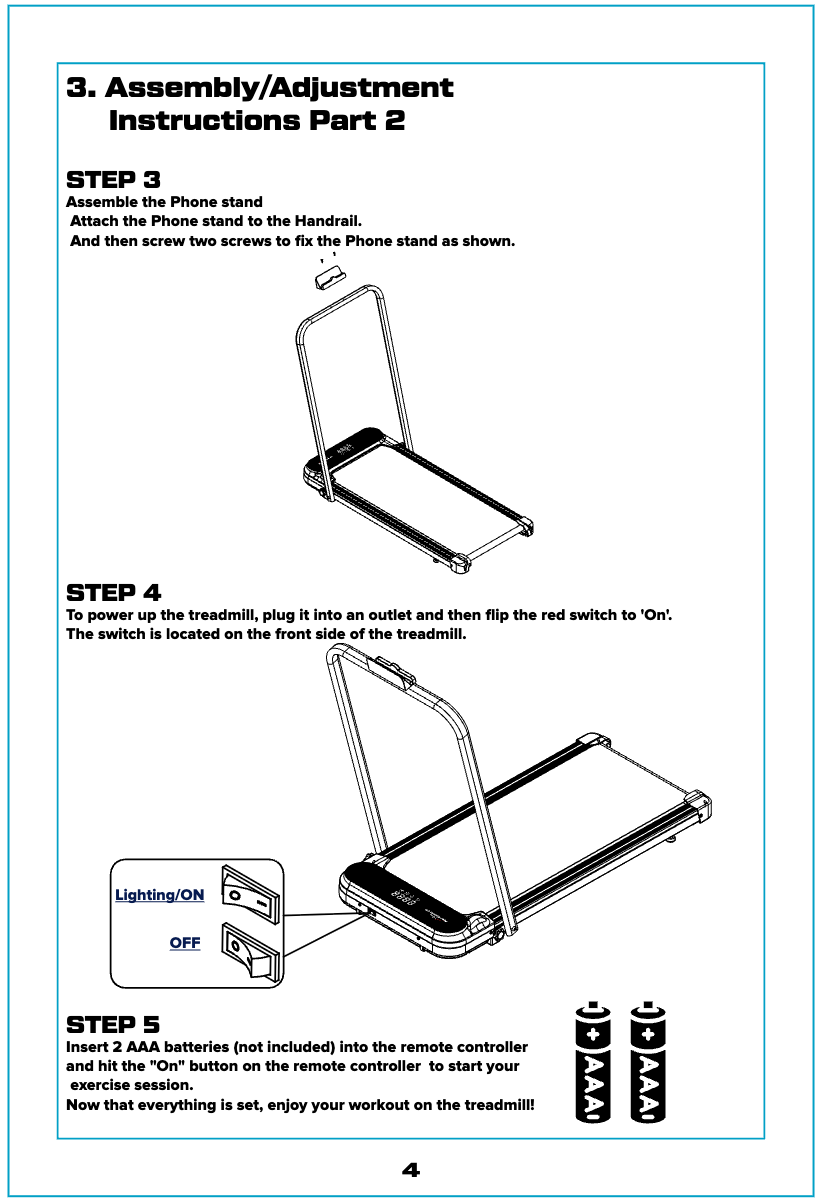 3. Assembly/Adjustment
Instructions Part 2
STEP 3
Assemble the Phone stand
Attach the Phone stand to the Handrail.
And then screw two screws to fix the Phone stand as shown.
STEP 4
To power up the treadmill, plug it into an outlet and then flip the red switch to 'On'.
The switch is located on the front side of the treadmill.
Lighting/ON
OFF
STEP 5
Insert 2 AAA batteries (not included) into the remote controller
and hit the "On" button on the remote controller to start your
exercise session.
Now that everything is set, enjoy your workout on the treadmill!
AAA
AAA
4